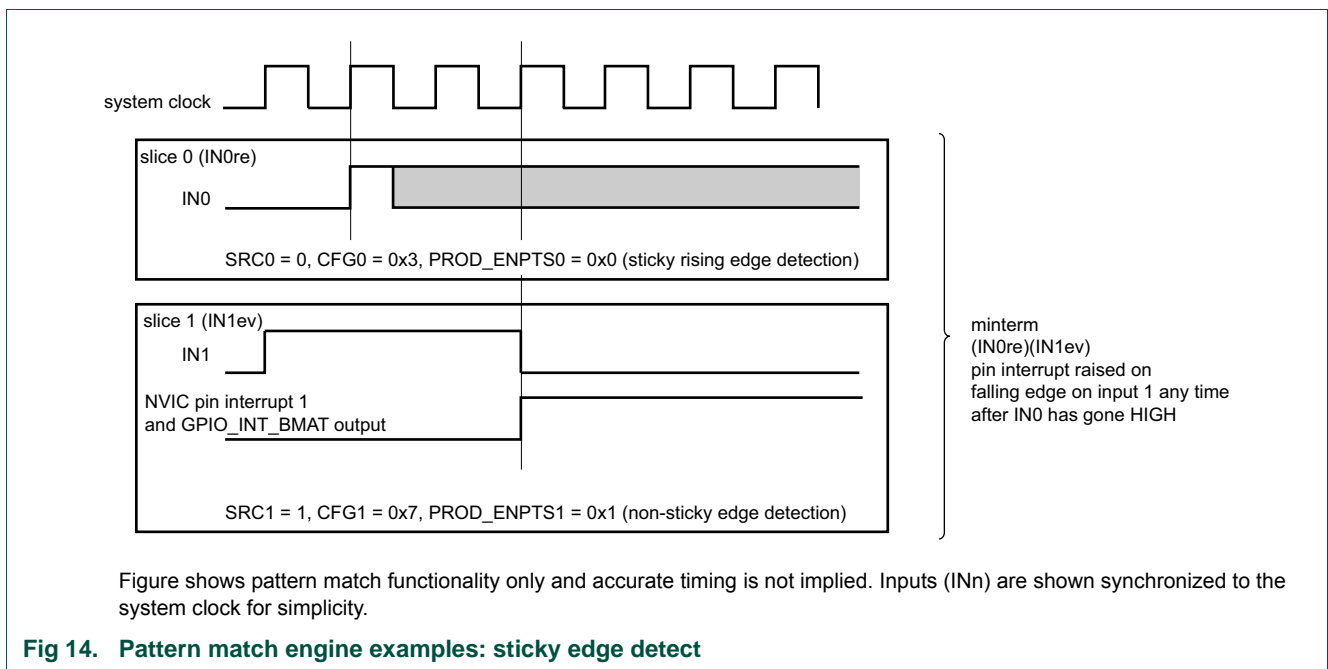 system clock
slice 0 (IN0re)
IN0
SRC0 = 0, CFG0 = 0x3, PROD_ENPTS0 = 0x0 (sticky rising edge detection)
slice 1 (IN1ev)
IN1
NVIC pin interrupt 1
and GPIO_INT_BMAT output
SRC1 = 1, CFG1 = 0x7, PROD_ENPTS1 = 0x1 (non-sticky edge detection)
minterm
(IN0re)(IN1ev)
pin interrupt raised on
falling edge on input 1 any time
after IN0 has gone HIGH
Figure shows pattern match functionality only and accurate timing is not implied. Inputs (INn) are shown synchronized to the
system clock for simplicity.
Fig 14. Pattern match engine examples: sticky edge detect